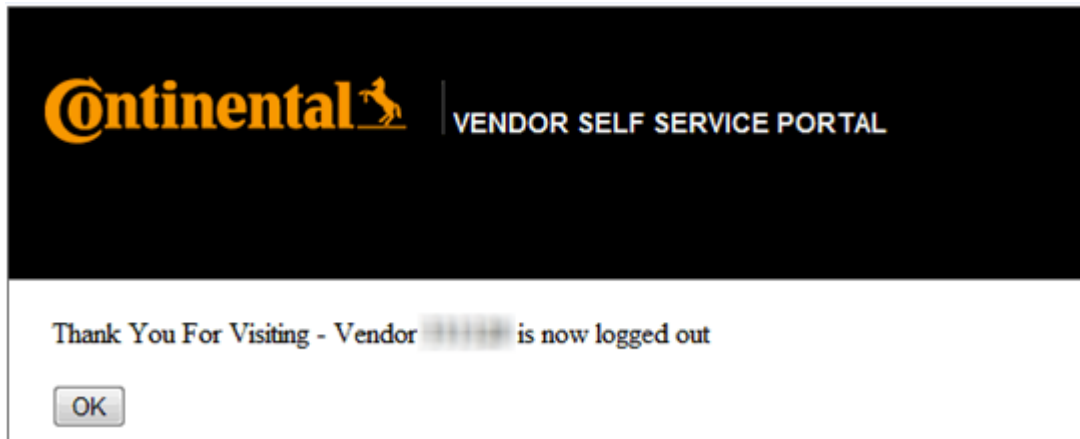 Continental
VENDOR SELF SERVICE PORTAL
Thank You For Visiting - Vendor is now logged out
OK